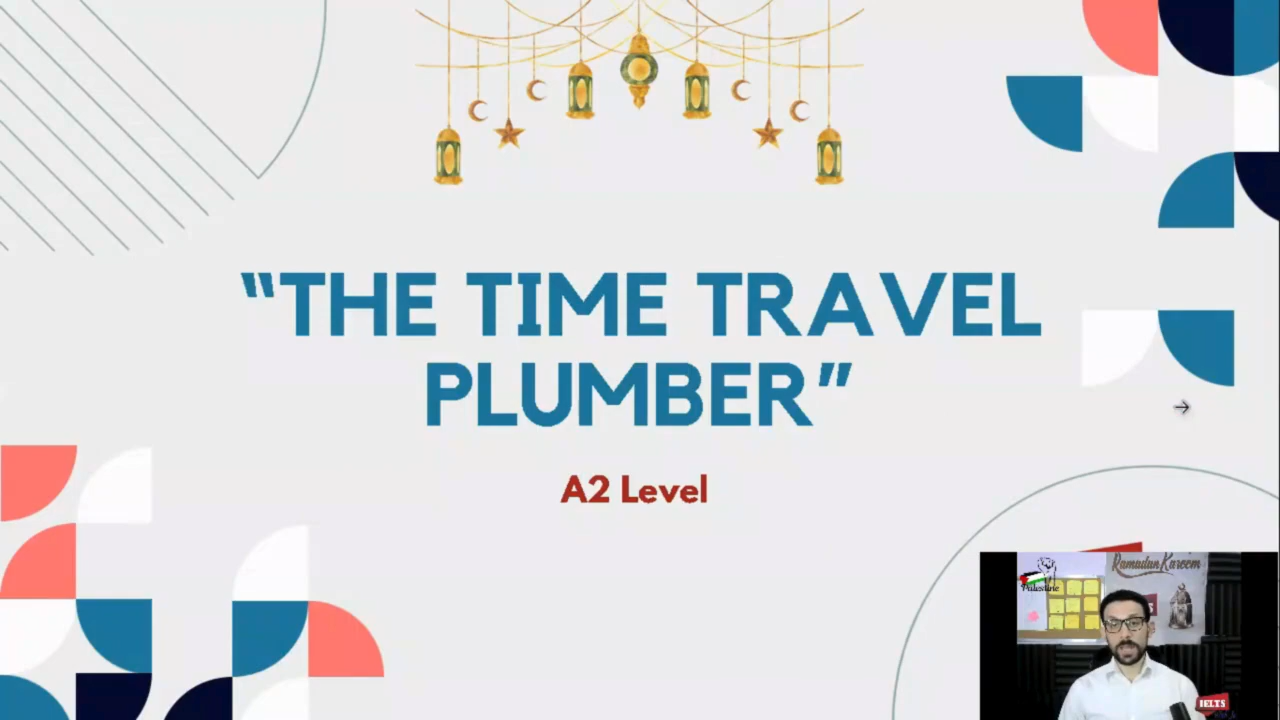 “THE TIME TRAVEL
PLUMBER”
A2 Level
Ramadan Kareem
Palestine
IELTS